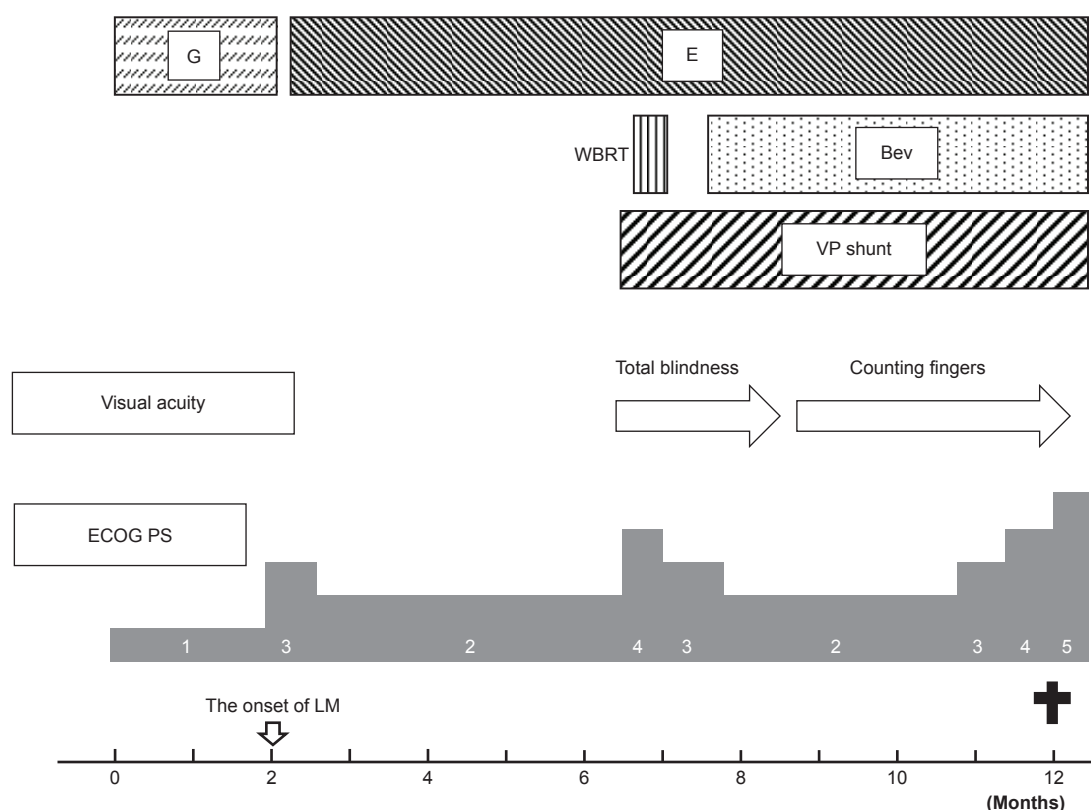 G
E
WBRT
Bev
VP shunt
Total blindness
Counting fingers
Visual acuity
ECOG PS
1 3 2 4 3 2 3 4 5
The onset of LM
0 2 4 6 8 10 12
(Months)